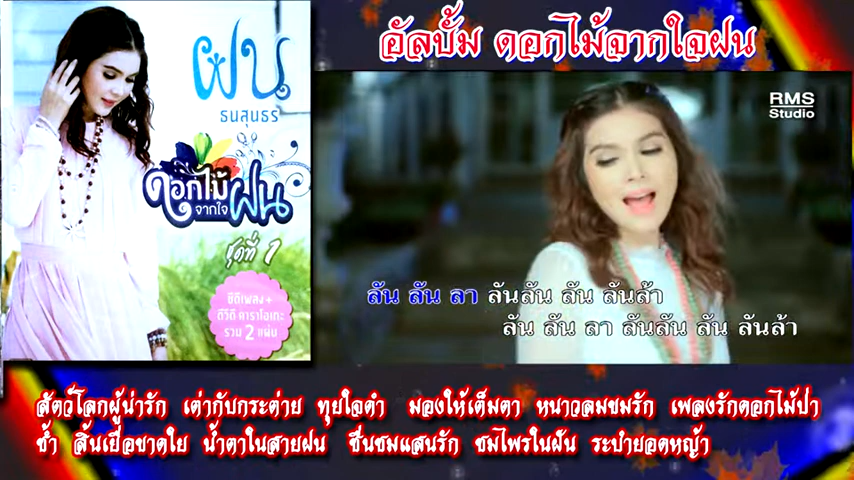 อัลบั้ม ดอกไม้จากใจฝน
ฝน
ธนสุนธร
ดอกไม้
จากใจ ฝน
ชุดที่ 1
ซีดีเพลง+
ดีวีดี คาราโอเกะ
รวม 2 แผ่น
RMS
Studio
ลัน ลัน ลา ลันลัน ลัน ลันล้า
ลัน ลัน ลา ลันลัน ลัน ลันล้า
สัตว์โลกผู้น่ารัก เต่ากับกระต่าย ทุยใจดำ มองให้เต็มตา หนาวลมชมรัก เพลงรักดอกไม้ป่า
ช้ำ สิ้นเยื่อขาดใย น้ำตาในสายฝน ชื่นชมแสนรัก ชมไพรในฝัน ระบำยอดหญ้า